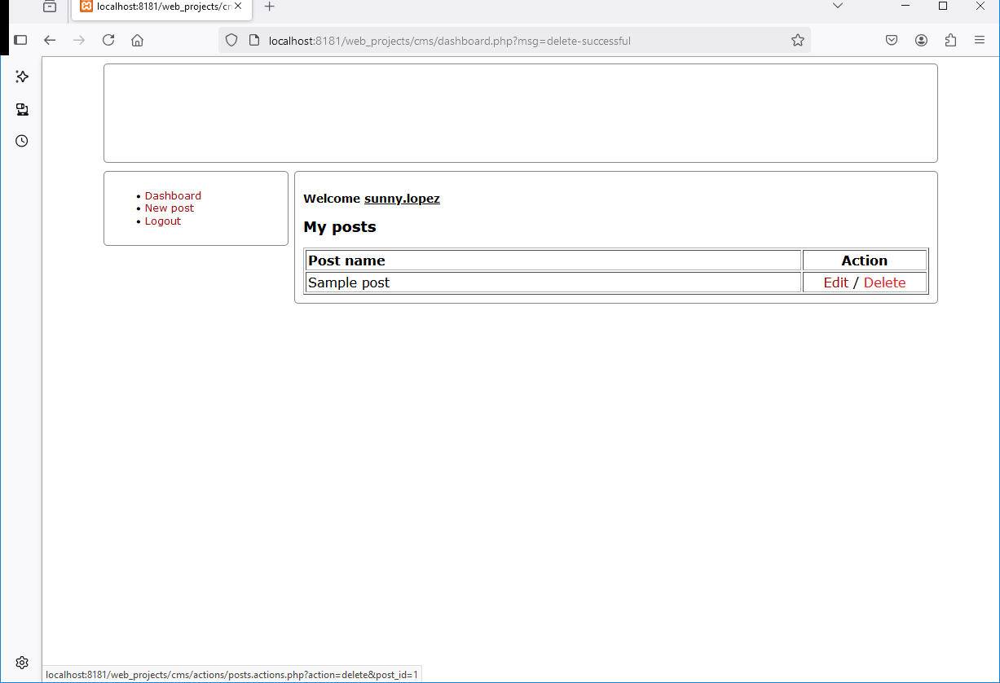 localhost:8181/web_projects/cn
localhost:8181/web_projects/cms/dashboard.php?msg=delete-successful
Dashboard
New post
Logout
Welcome sunny.lopez
My posts
Post name Action
Sample post Edit / Delete
localhost:8181/web_projects/cms/actions/posts.actions.php?action=delete&post_id=1